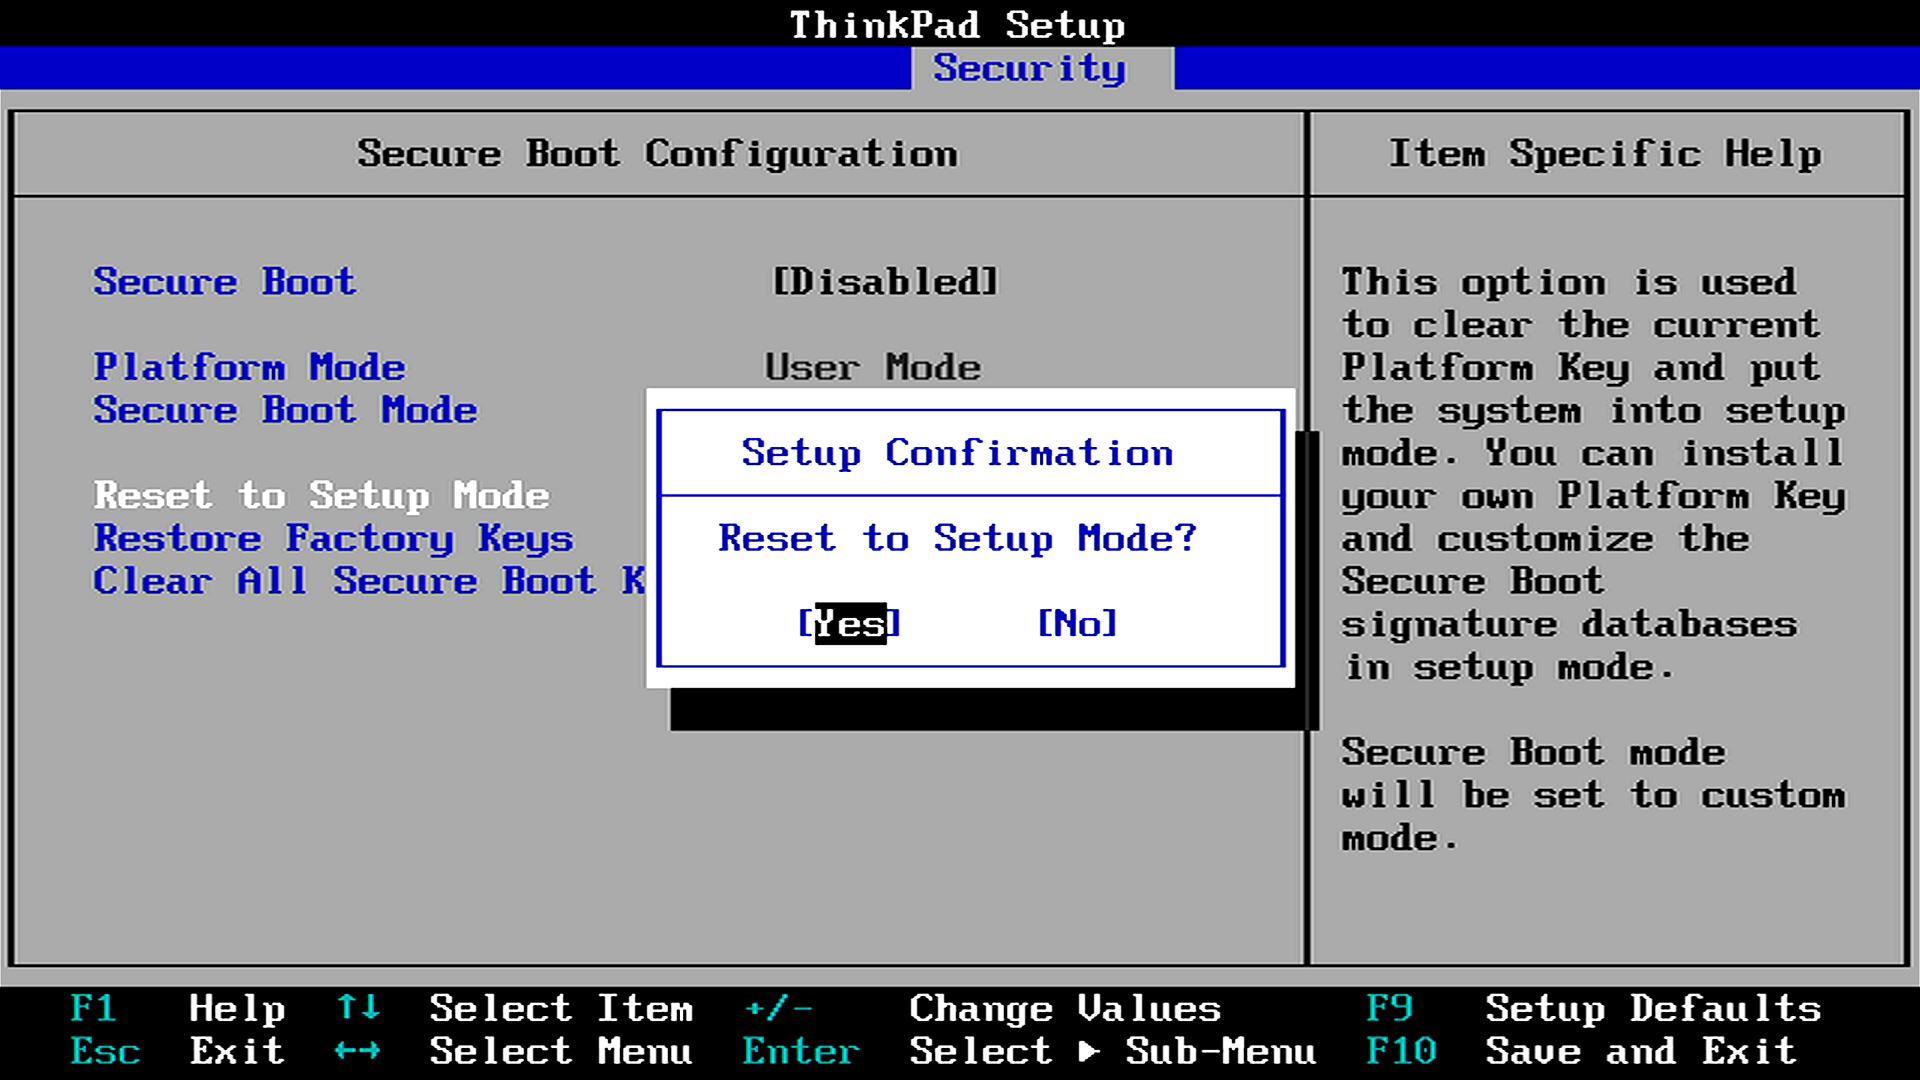 ThinkPad Setup
Security
Secure Boot Configuration
Item Specific Help
Secure Boot [Disabled]
Platform Mode User Mode
Secure Boot Mode
Reset to Setup Mode
Restore Factory Keys
Clear All Secure Boot K
Setup Confirmation
Reset to Setup Mode?
[Yes] [No]
This option is used
to clear the current
Platform Key and put
the system into setup
mode. You can install
your own Platform Key
and customize the
Secure Boot
signature databases
in setup mode.
Secure Boot mode
will be set to custom
mode.
F1 Help ↑↓ Select Item +/- Change Values F9 Setup Defaults
Esc Exit ←→ Select Menu Enter Select ▶ Sub-Menu F10 Save and Exit